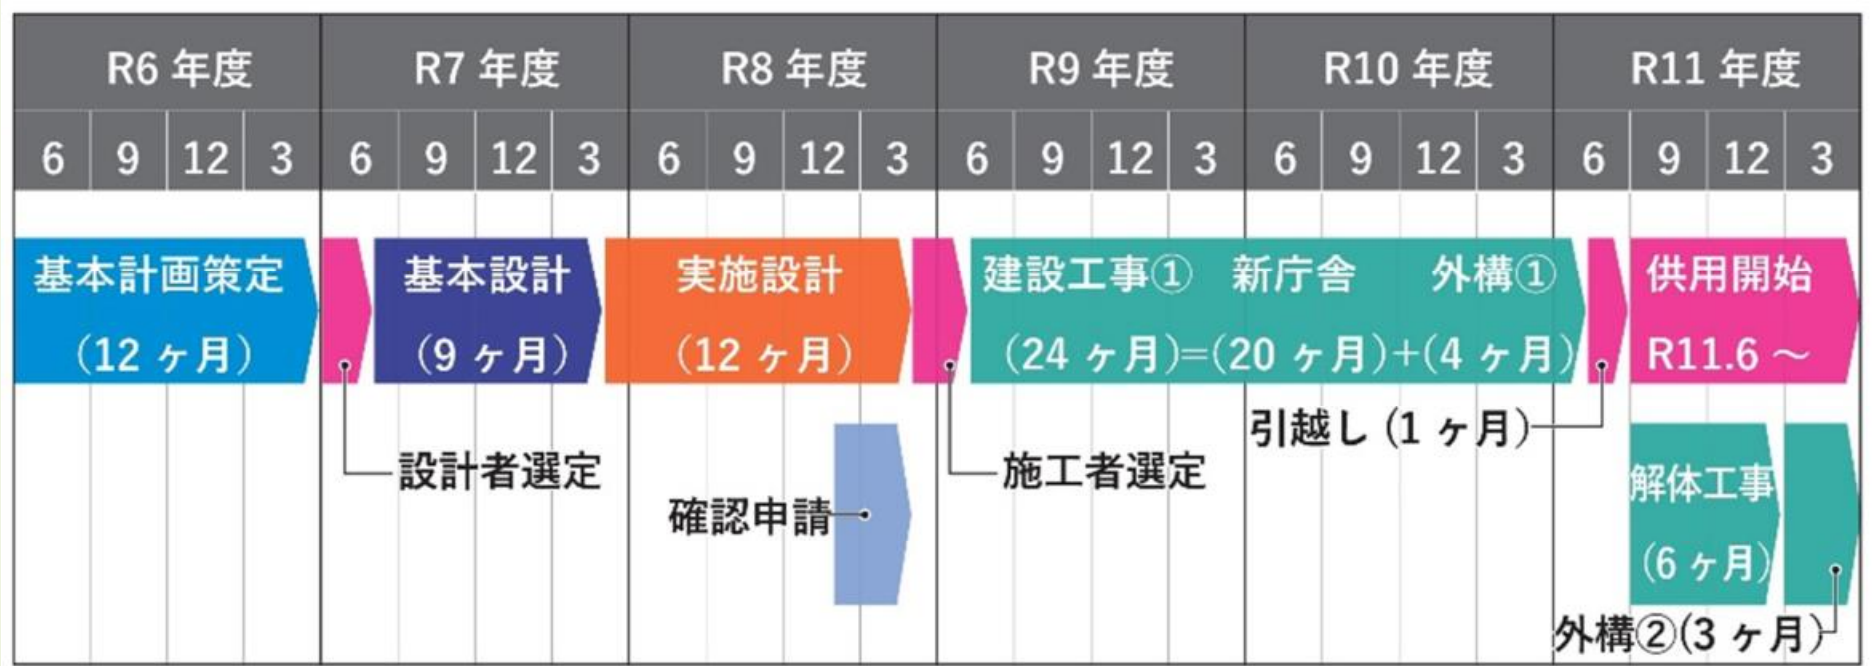 R6 年度 R7 年度 R8 年度 R9 年度 R10 年度 R11 年度
6 9 12 3 6 9 12 3 6 9 12 3 6 9 12 3 6 9 12 3 6 9 12 3
基本計画策定 基本設計 実施設計 建設工事① 新庁舎 外構① 供用開始
(12 ヶ月) (9 ヶ月) (12 ヶ月) (24 ヶ月)=(20 ヶ月)+(4 ヶ月) R11.6 ～
引越し (1 ヶ月)
設計者選定 施工者選定 解体工事
確認申請
(6 ヶ月)
外構②(3 ヶ月)